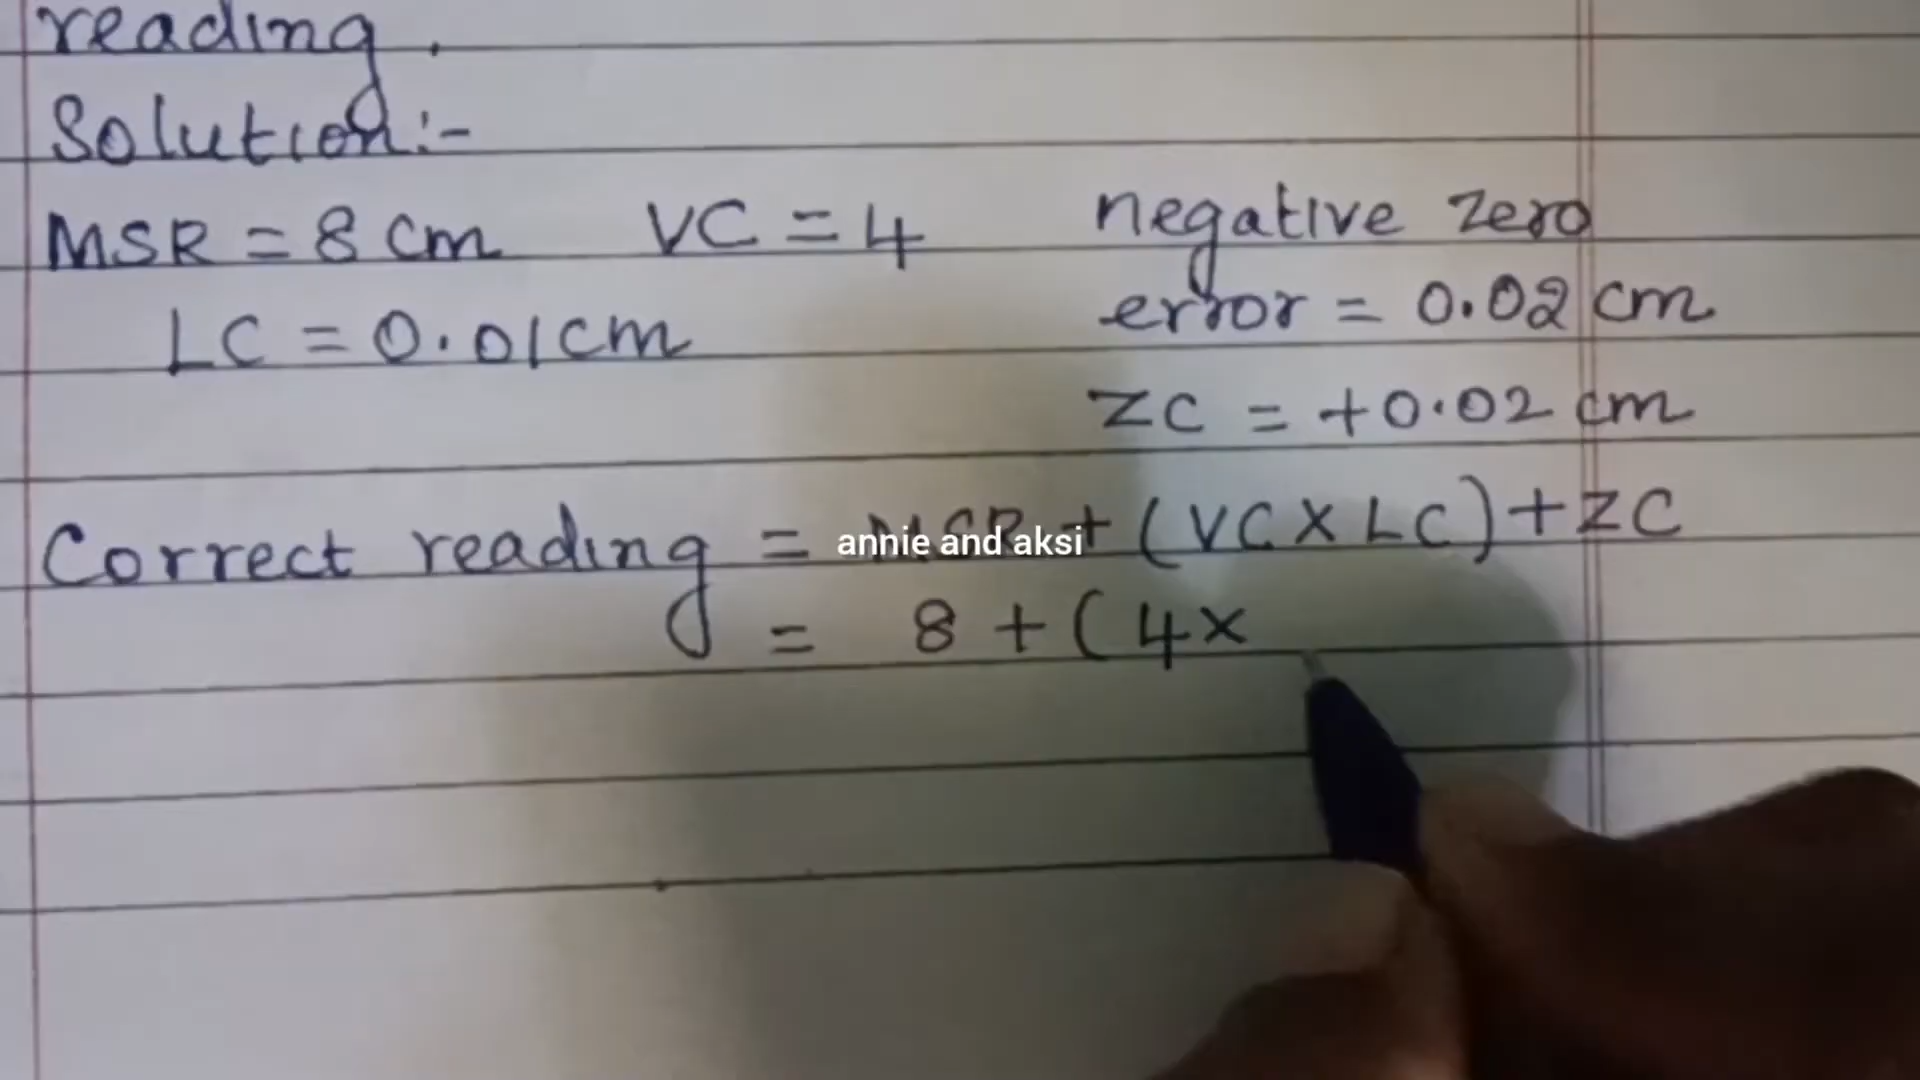 reading.
Solution:-
MSR = 8 cm VC = 4 negative zero
LC = 0.01cm error = 0.02 cm
ZC = +0.02 cm
Correct reading = MSR + (VC X LC) + ZC
annie and aksi
= 8 + ( 4 x